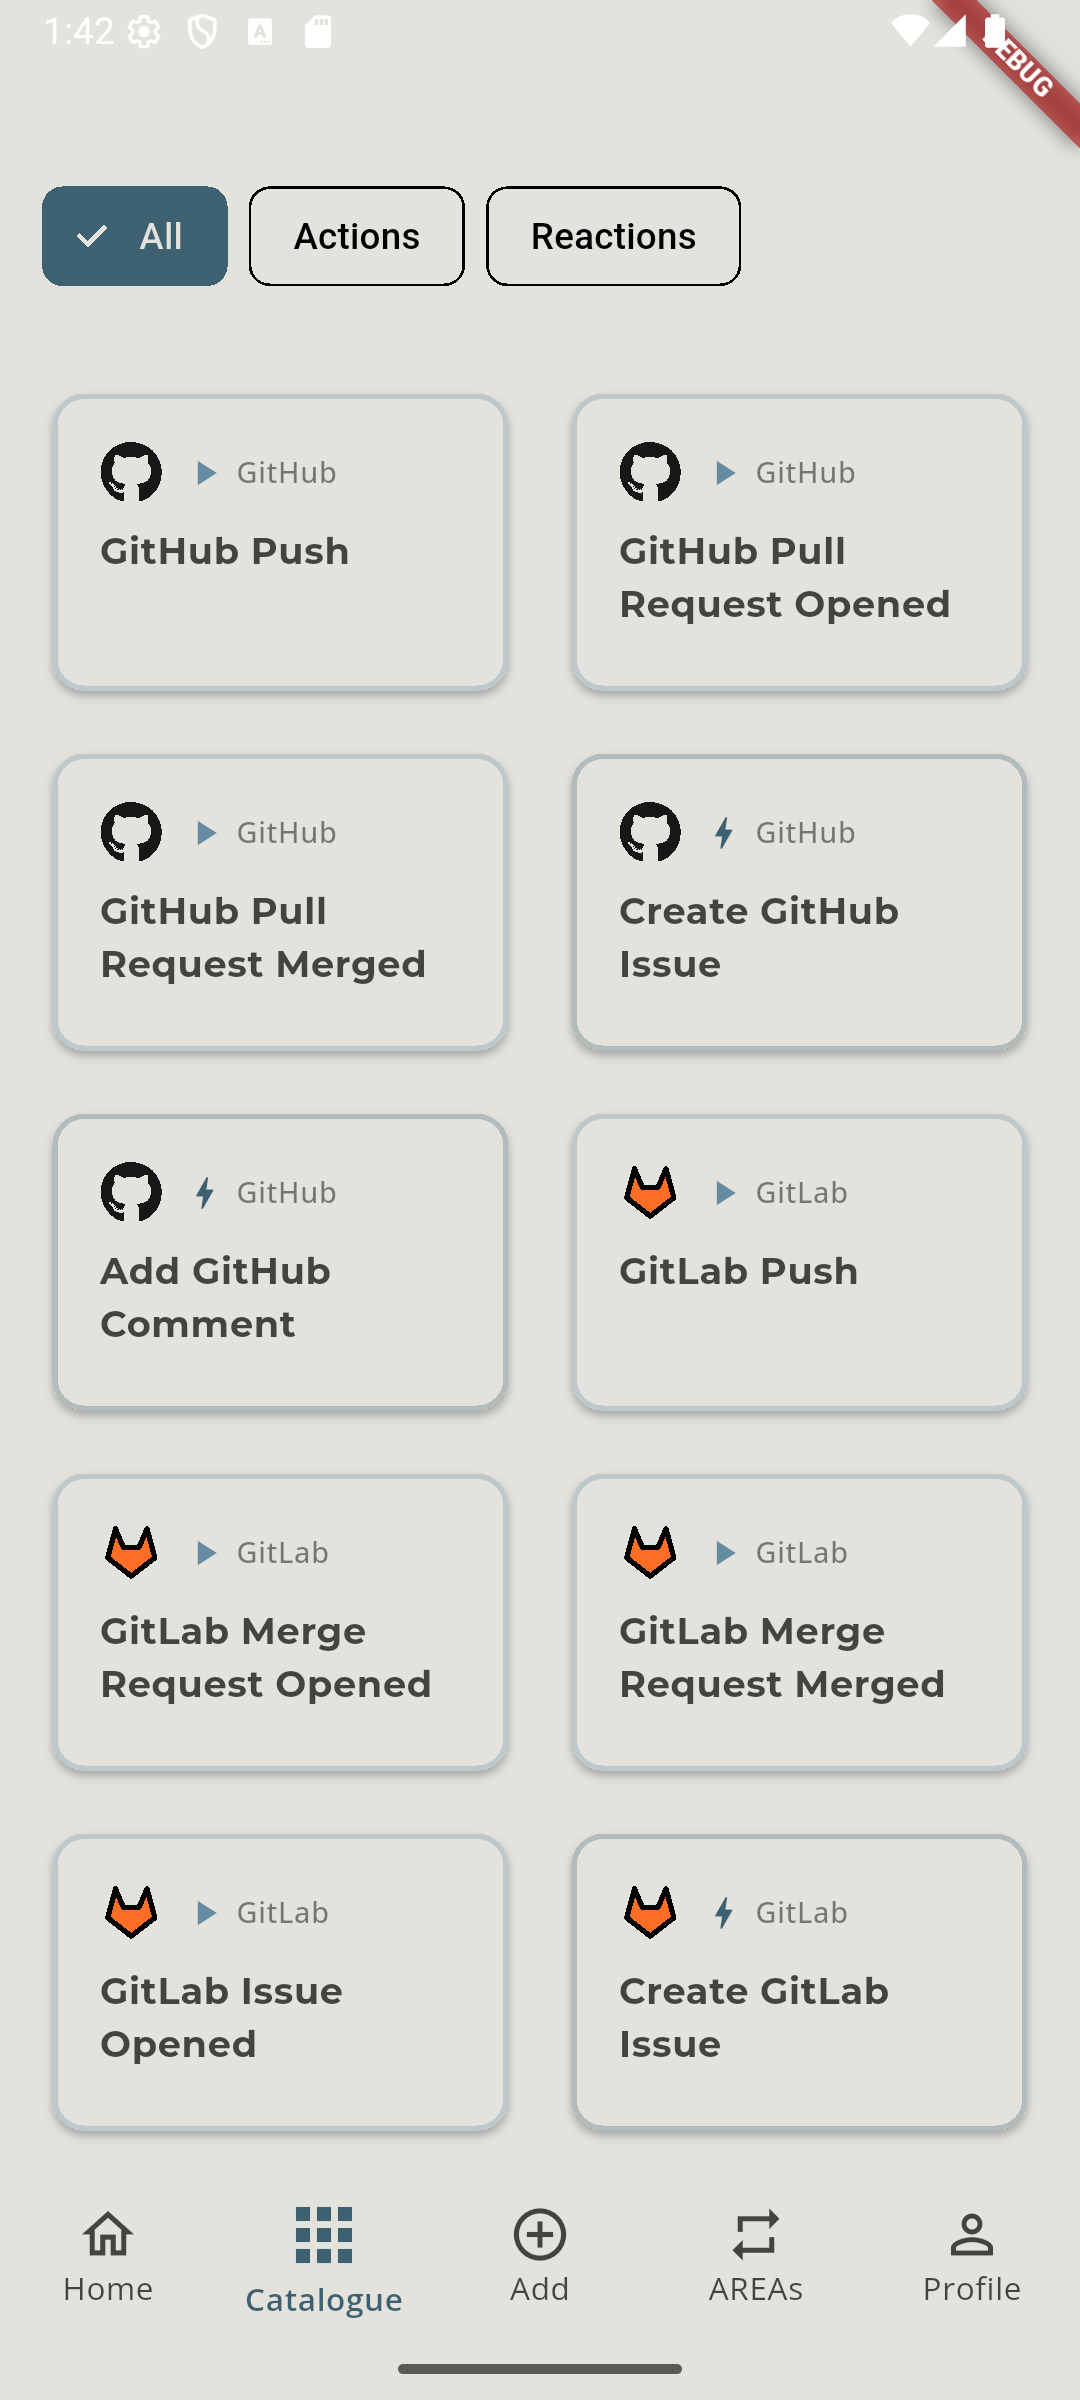 1:42
EBUG
All
Actions
Reactions
GitHub
GitHub Push
GitHub
GitHub Pull
Request Opened
GitHub
GitHub Pull
Request Merged
GitHub
Create GitHub
Issue
GitHub
Add GitHub
Comment
GitLab
GitLab Push
GitLab
GitLab Merge
Request Opened
GitLab
GitLab Merge
Request Merged
GitLab
GitLab Issue
Opened
GitLab
Create GitLab
Issue
Home
Catalogue
Add
AREAs
Profile